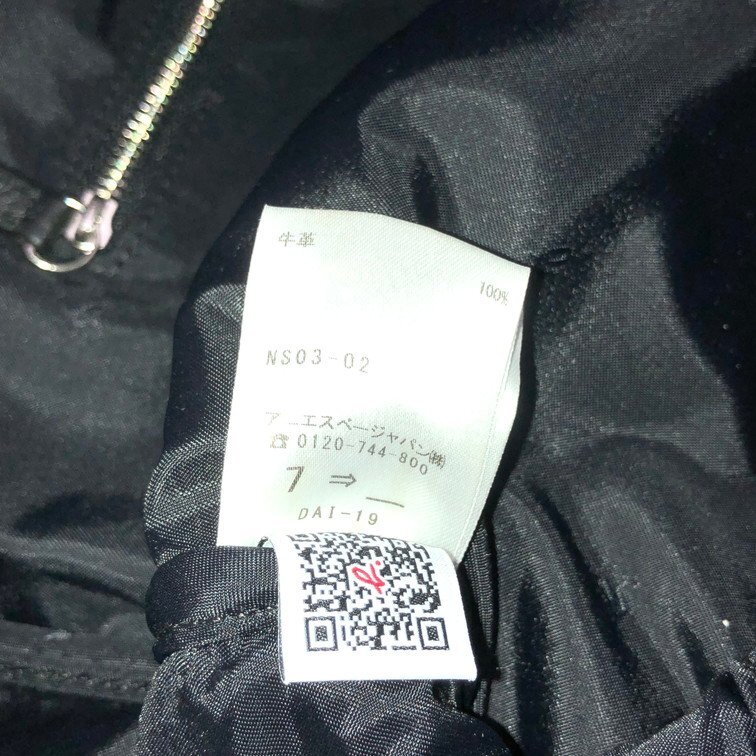 牛革
100%
NS03-02
アニエスベージャパン㈱
☎ 0120-744-800
7 ⇒ __
DAI-19
b.